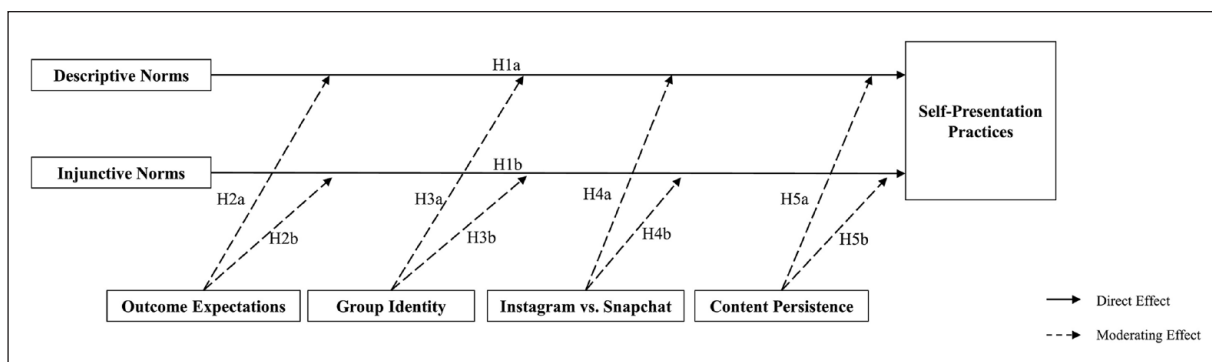 Descriptive Norms
H1a
Self-Presentation
Practices
Injunctive Norms
H1b
H2a
H3a
H4a
H5a
H2b
H3b
H4b
H5b
Outcome Expectations
Group Identity
Instagram vs. Snapchat
Content Persistence
Direct Effect
Moderating Effect